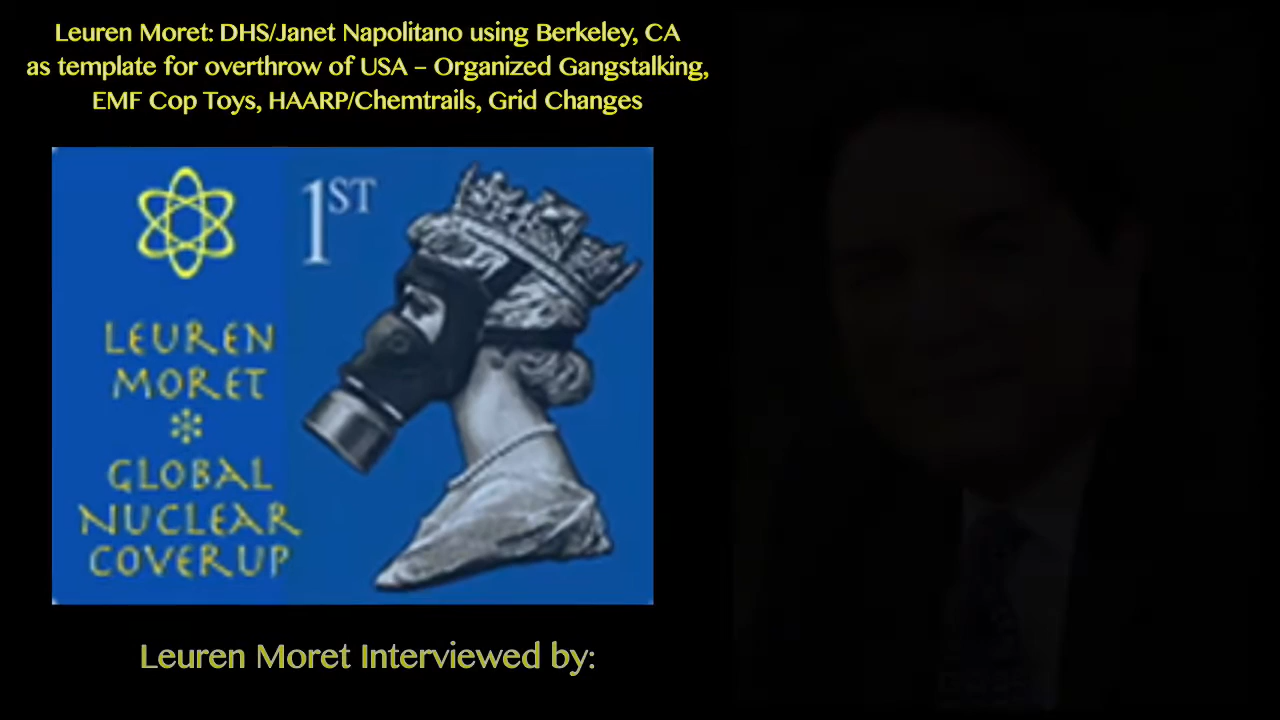 Leuren Moret: DHS/Janet Napolitano using Berkeley, CA
as template for overthrow of USA – Organized Gangstalking,
EMF Cop Toys, HAARP/Chemtrails, Grid Changes
1ST
LEUREN
MORET
*
GLOBAL
NUCLEAR
COVERUP
Leuren Moret Interviewed by: